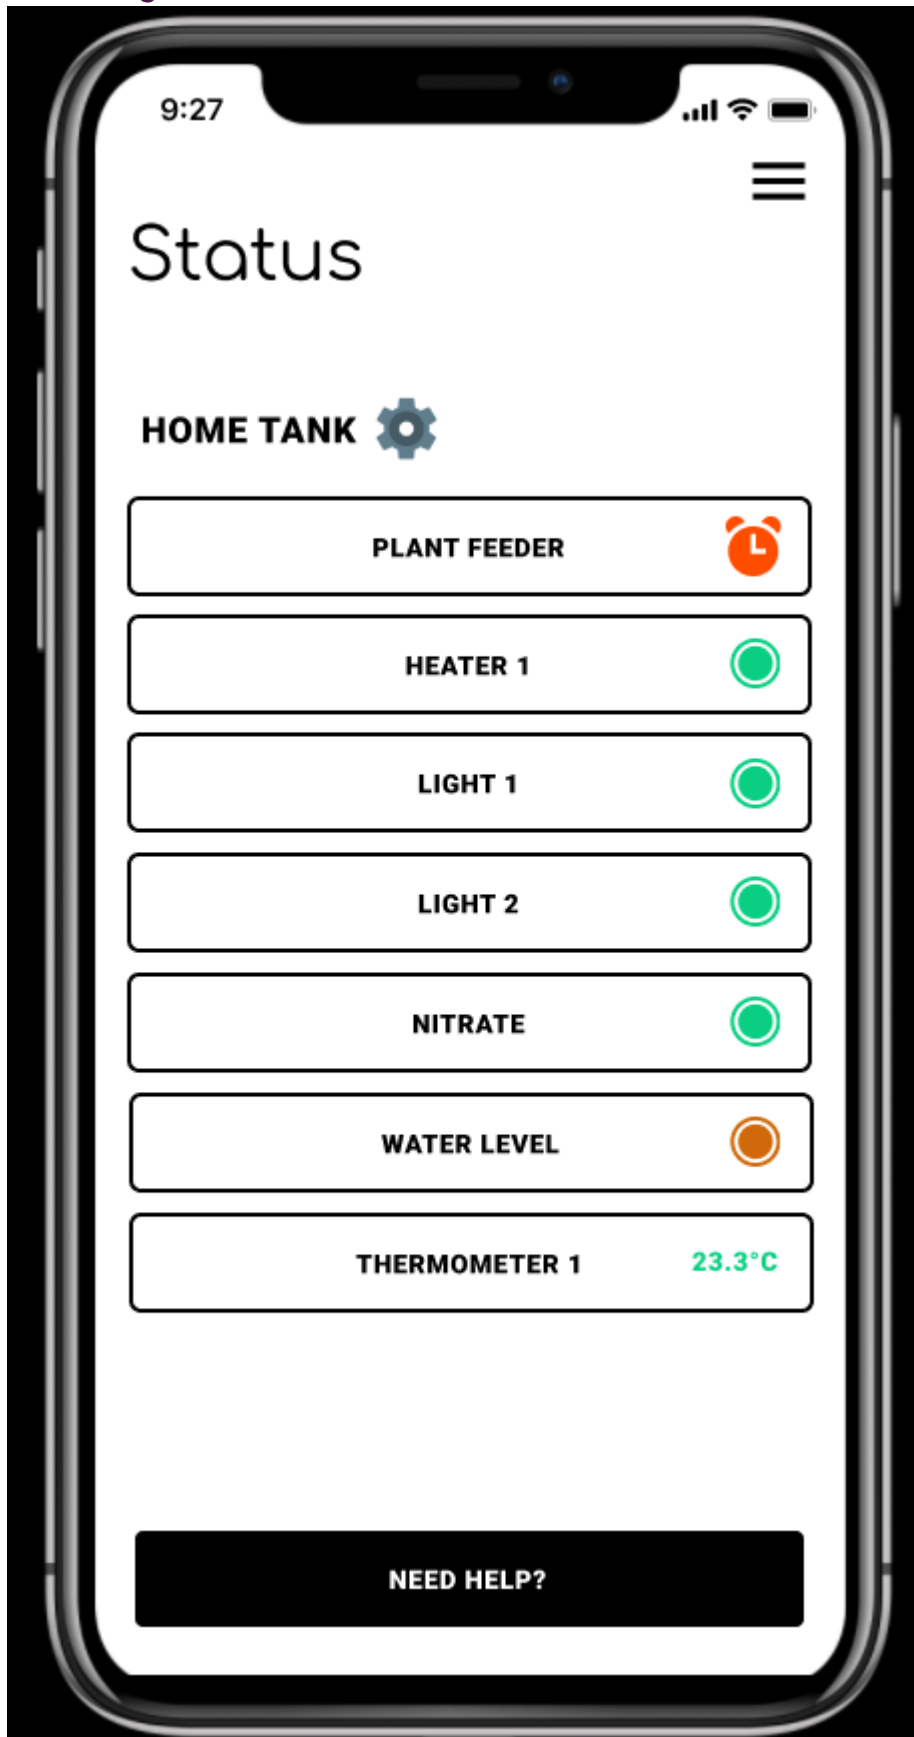 9:27
Status
HOME TANK
PLANT FEEDER
HEATER 1
LIGHT 1
LIGHT 2
NITRATE
WATER LEVEL
THERMOMETER 1 23.3°C
NEED HELP?